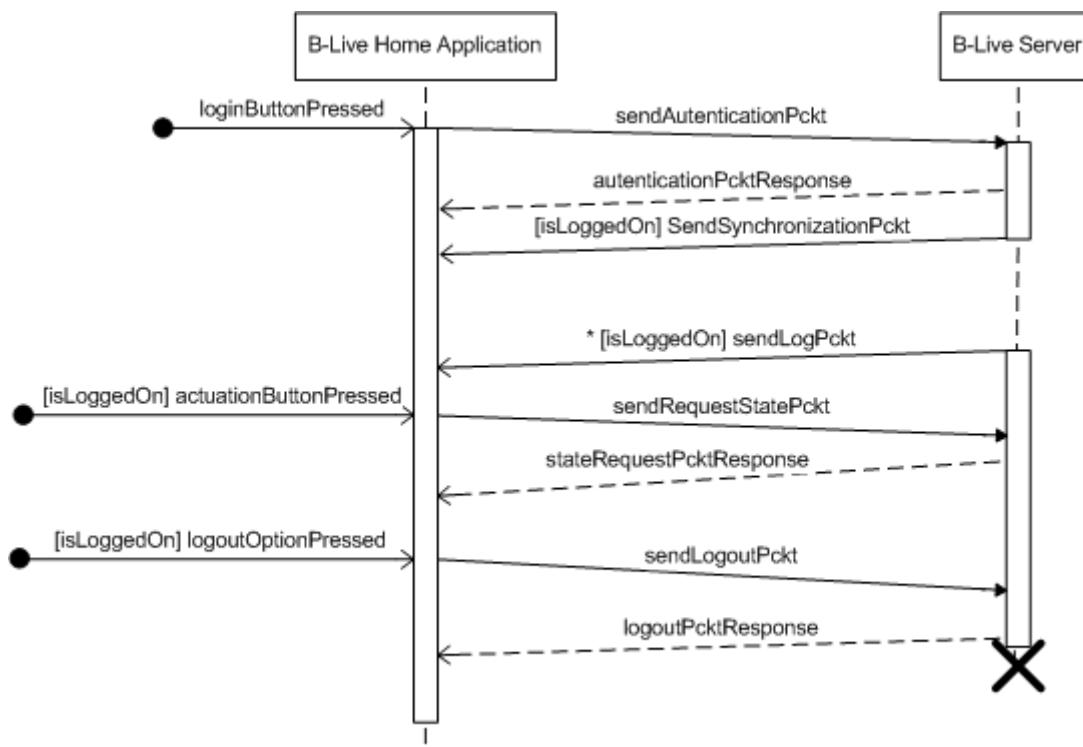 B-Live Home Application
B-Live Server
loginButtonPressed
sendAutenticationPckt
autenticationPcktResponse
[isLoggedOn] SendSynchronizationPckt
* [isLoggedOn] sendLogPckt
[isLoggedOn] actuationButtonPressed
sendRequestStatePckt
stateRequestPcktResponse
[isLoggedOn] logoutOptionPressed
sendLogoutPckt
logoutPcktResponse